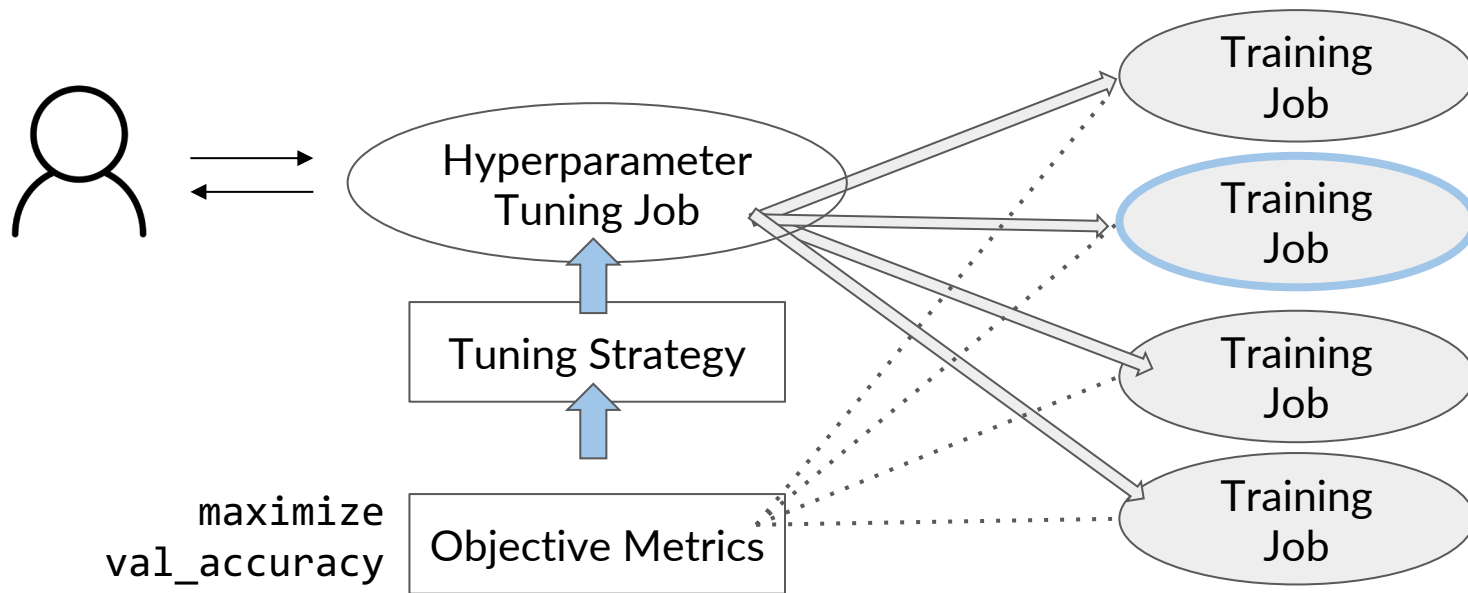 Hyperparameter
Tuning Job
Tuning Strategy
maximize
val_accuracy
Objective Metrics
Training
Job
Training
Job
Training
Job
Training
Job